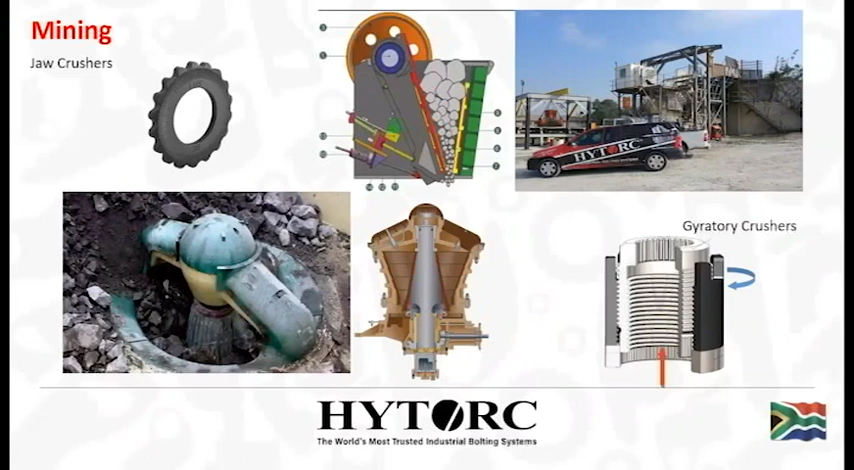 Mining
Jaw Crushers
HYTORC
Gyratory Crushers
HYTORC
The World's Most Trusted Industrial Bolting Systems